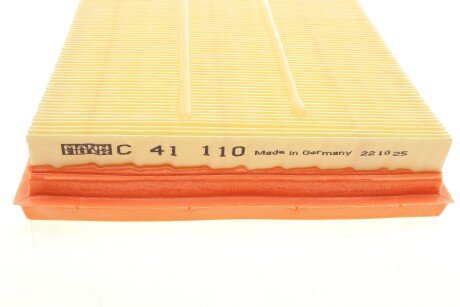 MANN
FILTER
C 41 110 Made in Germany 221025